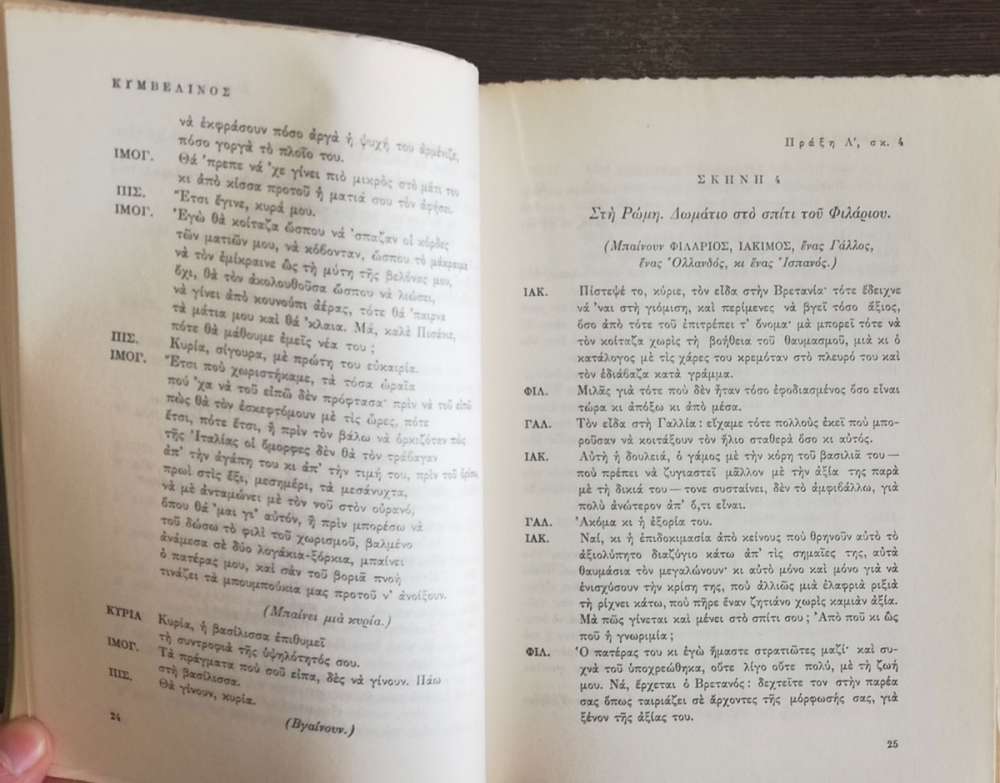 ΚΥΜΒΕΛΙΝΟΣ
νὰ ἐκφράσουν πόσο ἀργὰ ἡ ψυχή του ἀρμένιζε,
πόσο γοργὰ τὸ πλοῖο του.
ΙΜΟΓ. Θά ’πρεπε νά ’χε γίνει πιὸ μικρὸς στὸ μάτι του
κι ἀπὸ κίσσα προτοῦ ἡ ματιά σου τὸν ἀφήσει.
ΠΙΣ. Ἔτσι ἔγινε, κυρά μου.
ΙΜΟΓ. Ἐγὼ θὰ κοίταζα ὥσπου νὰ ’σπαζαν οἱ κόρδες
τῶν ματιῶν μου, νὰ κόβονταν, ὥσπου τὸ μάκρεμα
νὰ τὸν ἐμίκραινε ὣς τὴ μύτη τῆς βελόνας μου,
ὄχι, θὰ τὸν ἀκολουθοῦσα ὥσπου νὰ λιώσει,
νὰ γίνει ἀπὸ κουνούπι ἀέρας, τότε θά ’παιρνα
τὰ μάτια μου καὶ θά ’κλαια. Μά, καλὲ Πισάνιε,
πότε θὰ μάθουμε ἐμεῖς νέα του ;
ΠΙΣ. Κυρία, σίγουρα, μὲ πρώτη του εὐκαιρία.
ΙΜΟΓ. Ἔτσι ποὺ χωριστήκαμε, τὰ τόσα ὡραῖα
πού ’χα νὰ τοῦ εἰπῶ δὲν πρόφτασα· πρὶν νὰ τοῦ εἰπῶ
πὼς θὰ τὸν ἐσκεφτόμουν μὲ τὶς ὧρες, πότε
ἔτσι, πότε ἔτσι, ἢ πρὶν τὸν βάλω νὰ ὁρκιζόταν πὼς
τῆς Ἰταλίας οἱ ὄμορφες δὲν θὰ τὸν τράβαγαν
ἀπ’ τὴν ἀγάπη του κι ἀπ’ τὴν τιμή του, πρὶν τοῦ ὁρίσω
πρωὶ στὶς ἕξι, μεσημέρι, τὰ μεσάνυχτα,
νὰ μὲ ἀνταμώνει μὲ τὸν νοῦ στὸν οὐρανό,
ὅπου θά ’μαι γι’ αὐτόν, ἢ πρὶν μπορέσω νὰ
τοῦ δώσω τὸ φιλὶ τοῦ χωρισμοῦ, βαλμένο
ἀνάμεσα σὲ δύο λογάκια-ξόρκια, μπαίνει
ὁ πατέρας μου, καὶ σὰν τοῦ βοριᾶ πνοὴ
τινάζει τὰ μπουμπούκια μας προτοῦ ν’ ἀνοίξουν.
(Μπαίνει μιὰ κυρία.)
ΚΥΡΙΑ Κυρία, ἡ βασίλισσα ἐπιθυμεῖ
τὴ συντροφιὰ τῆς ὑψηλότητός σου.
ΙΜΟΓ. Τὰ πράγματα ποὺ σοῦ εἶπα, δὲς νὰ γίνουν. Πάω
στὴ βασίλισσα.
ΠΙΣ. Θὰ γίνουν, κυρία.
(Βγαίνουν.)
24
Πράξη Α′, σκ. 4
ΣΚΗΝΗ 4
Στὴ Ρώμη. Δωμάτιο στὸ σπίτι τοῦ Φιλάριου.
(Μπαίνουν ΦΙΛΑΡΙΟΣ, ΙΑΚΙΜΟΣ, ἕνας Γάλλος,
ἕνας Ὁλλανδός, κι ἕνας Ἱσπανός.)
ΙΑΚ. Πίστεψέ το, κύριε, τὸν εἶδα στὴν Βρετανία· τότε ἔδειχνε
νά ’ναι στὴ γιόμιση, καὶ περίμενες νὰ βγεῖ τόσο ἄξιος,
ὅσο ἀπὸ τότε τοῦ ἐπιτρέπει τ’ ὄνομα· μὰ μπορεῖ τότε νὰ
τὸν κοίταζα χωρὶς τὴ βοήθεια τοῦ θαυμασμοῦ, μιὰ κι ὁ
κατάλογος μὲ τὶς χάρες του κρεμόταν στὸ πλευρό του καὶ
τὸν ἐδιάβαζα κατὰ γράμμα.
ΦΙΛ. Μιλᾶς γιὰ τότε ποὺ δὲν ἦταν τόσο ἐφοδιασμένος ὅσο εἶναι
τώρα κι ἀπόξω κι ἀπὸ μέσα.
ΓΑΛ. Τὸν εἶδα στὴ Γαλλία : εἴχαμε τότε πολλοὺς ἐκεῖ ποὺ μπο-
ροῦσαν νὰ κοιτάξουν τὸν ἥλιο σταθερὰ ὅσο κι αὐτός.
ΙΑΚ. Αὐτὴ ἡ δουλειά, ὁ γάμος μὲ τὴν κόρη τοῦ βασιλιᾶ του —
ποὺ πρέπει νὰ ζυγιαστεῖ μᾶλλον μὲ τὴν ἀξία της παρὰ
μὲ τὴ δικιά του — τονε συσταίνει, δὲν τὸ ἀμφιβάλλω, γιὰ
πολὺ ἀνώτερον ἀπ’ ὅ,τι εἶναι.
ΓΑΛ. Ἀκόμα κι ἡ ἐξορία του.
ΙΑΚ. Ναί, κι ἡ ἐπιδοκιμασία ἀπὸ κείνους ποὺ θρηνοῦν αὐτὸ τὸ
ἀξιολύπητο διαζύγιο κάτω ἀπ’ τὶς σημαῖες της, αὐτὰ
θαυμάσια τὸν μεγαλώνουν· κι αὐτὸ μόνο καὶ μόνο γιὰ νὰ
ἐνισχύσουν τὴν κρίση της, ποὺ ἀλλιῶς μιὰ ἐλαφριὰ ριξιὰ
τὴ ρίχνει κάτω, ποὺ πῆρε ἕναν ζητιάνο χωρὶς καμιὰν ἀξία.
Μὰ πῶς γίνεται καὶ μένει στὸ σπίτι σου ; Ἀπὸ ποῦ κι ὣς
ποῦ ἡ γνωριμία ;
ΦΙΛ. Ὁ πατέρας του κι ἐγὼ ἤμαστε στρατιῶτες μαζί· καὶ συ-
χνὰ τοῦ ὑποχρεώθηκα, οὔτε λίγο οὔτε πολύ, μὲ τὴ ζωή
μου. Νά, ἔρχεται ὁ Βρετανός : δεχτεῖτε τον στὴν παρέα
σας ὅπως ταιριάζει σὲ ἄρχοντες τῆς μόρφωσής σας, γιὰ
ξένον τῆς ἀξίας του.
25